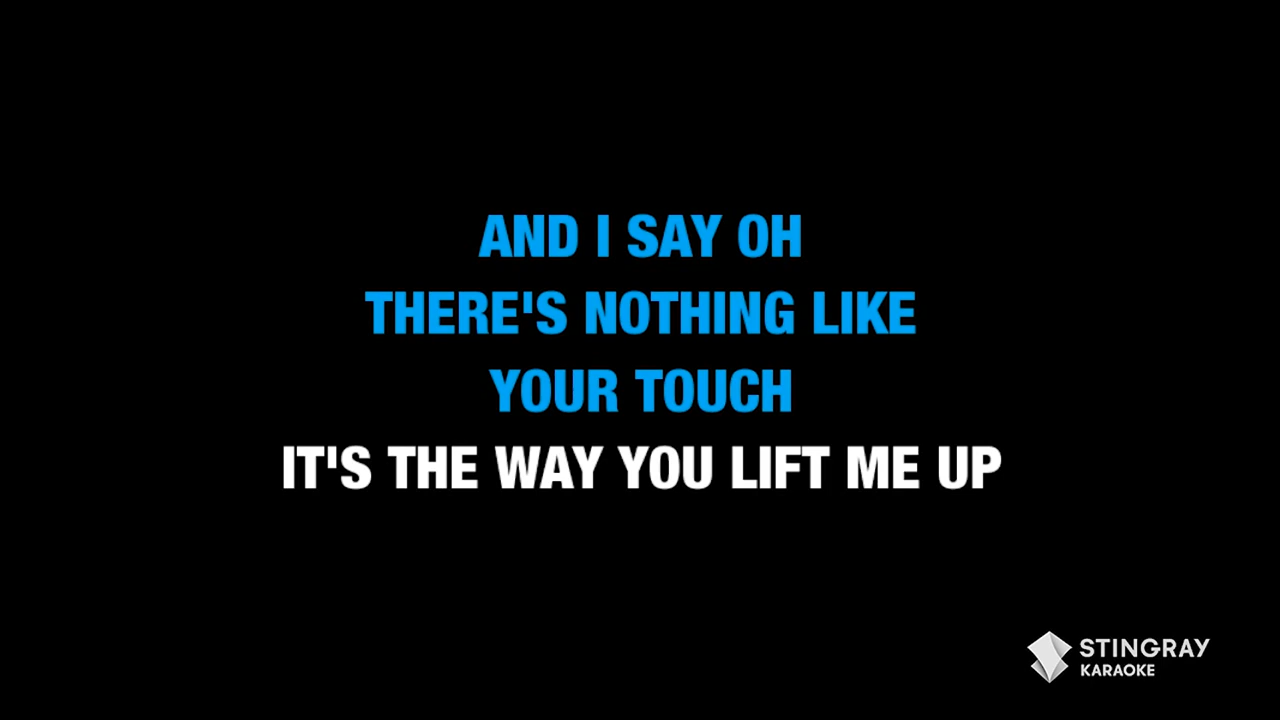 AND I SAY OH
THERE'S NOTHING LIKE
YOUR TOUCH
IT'S THE WAY YOU LIFT ME UP
STINGRAY
KARAOKE